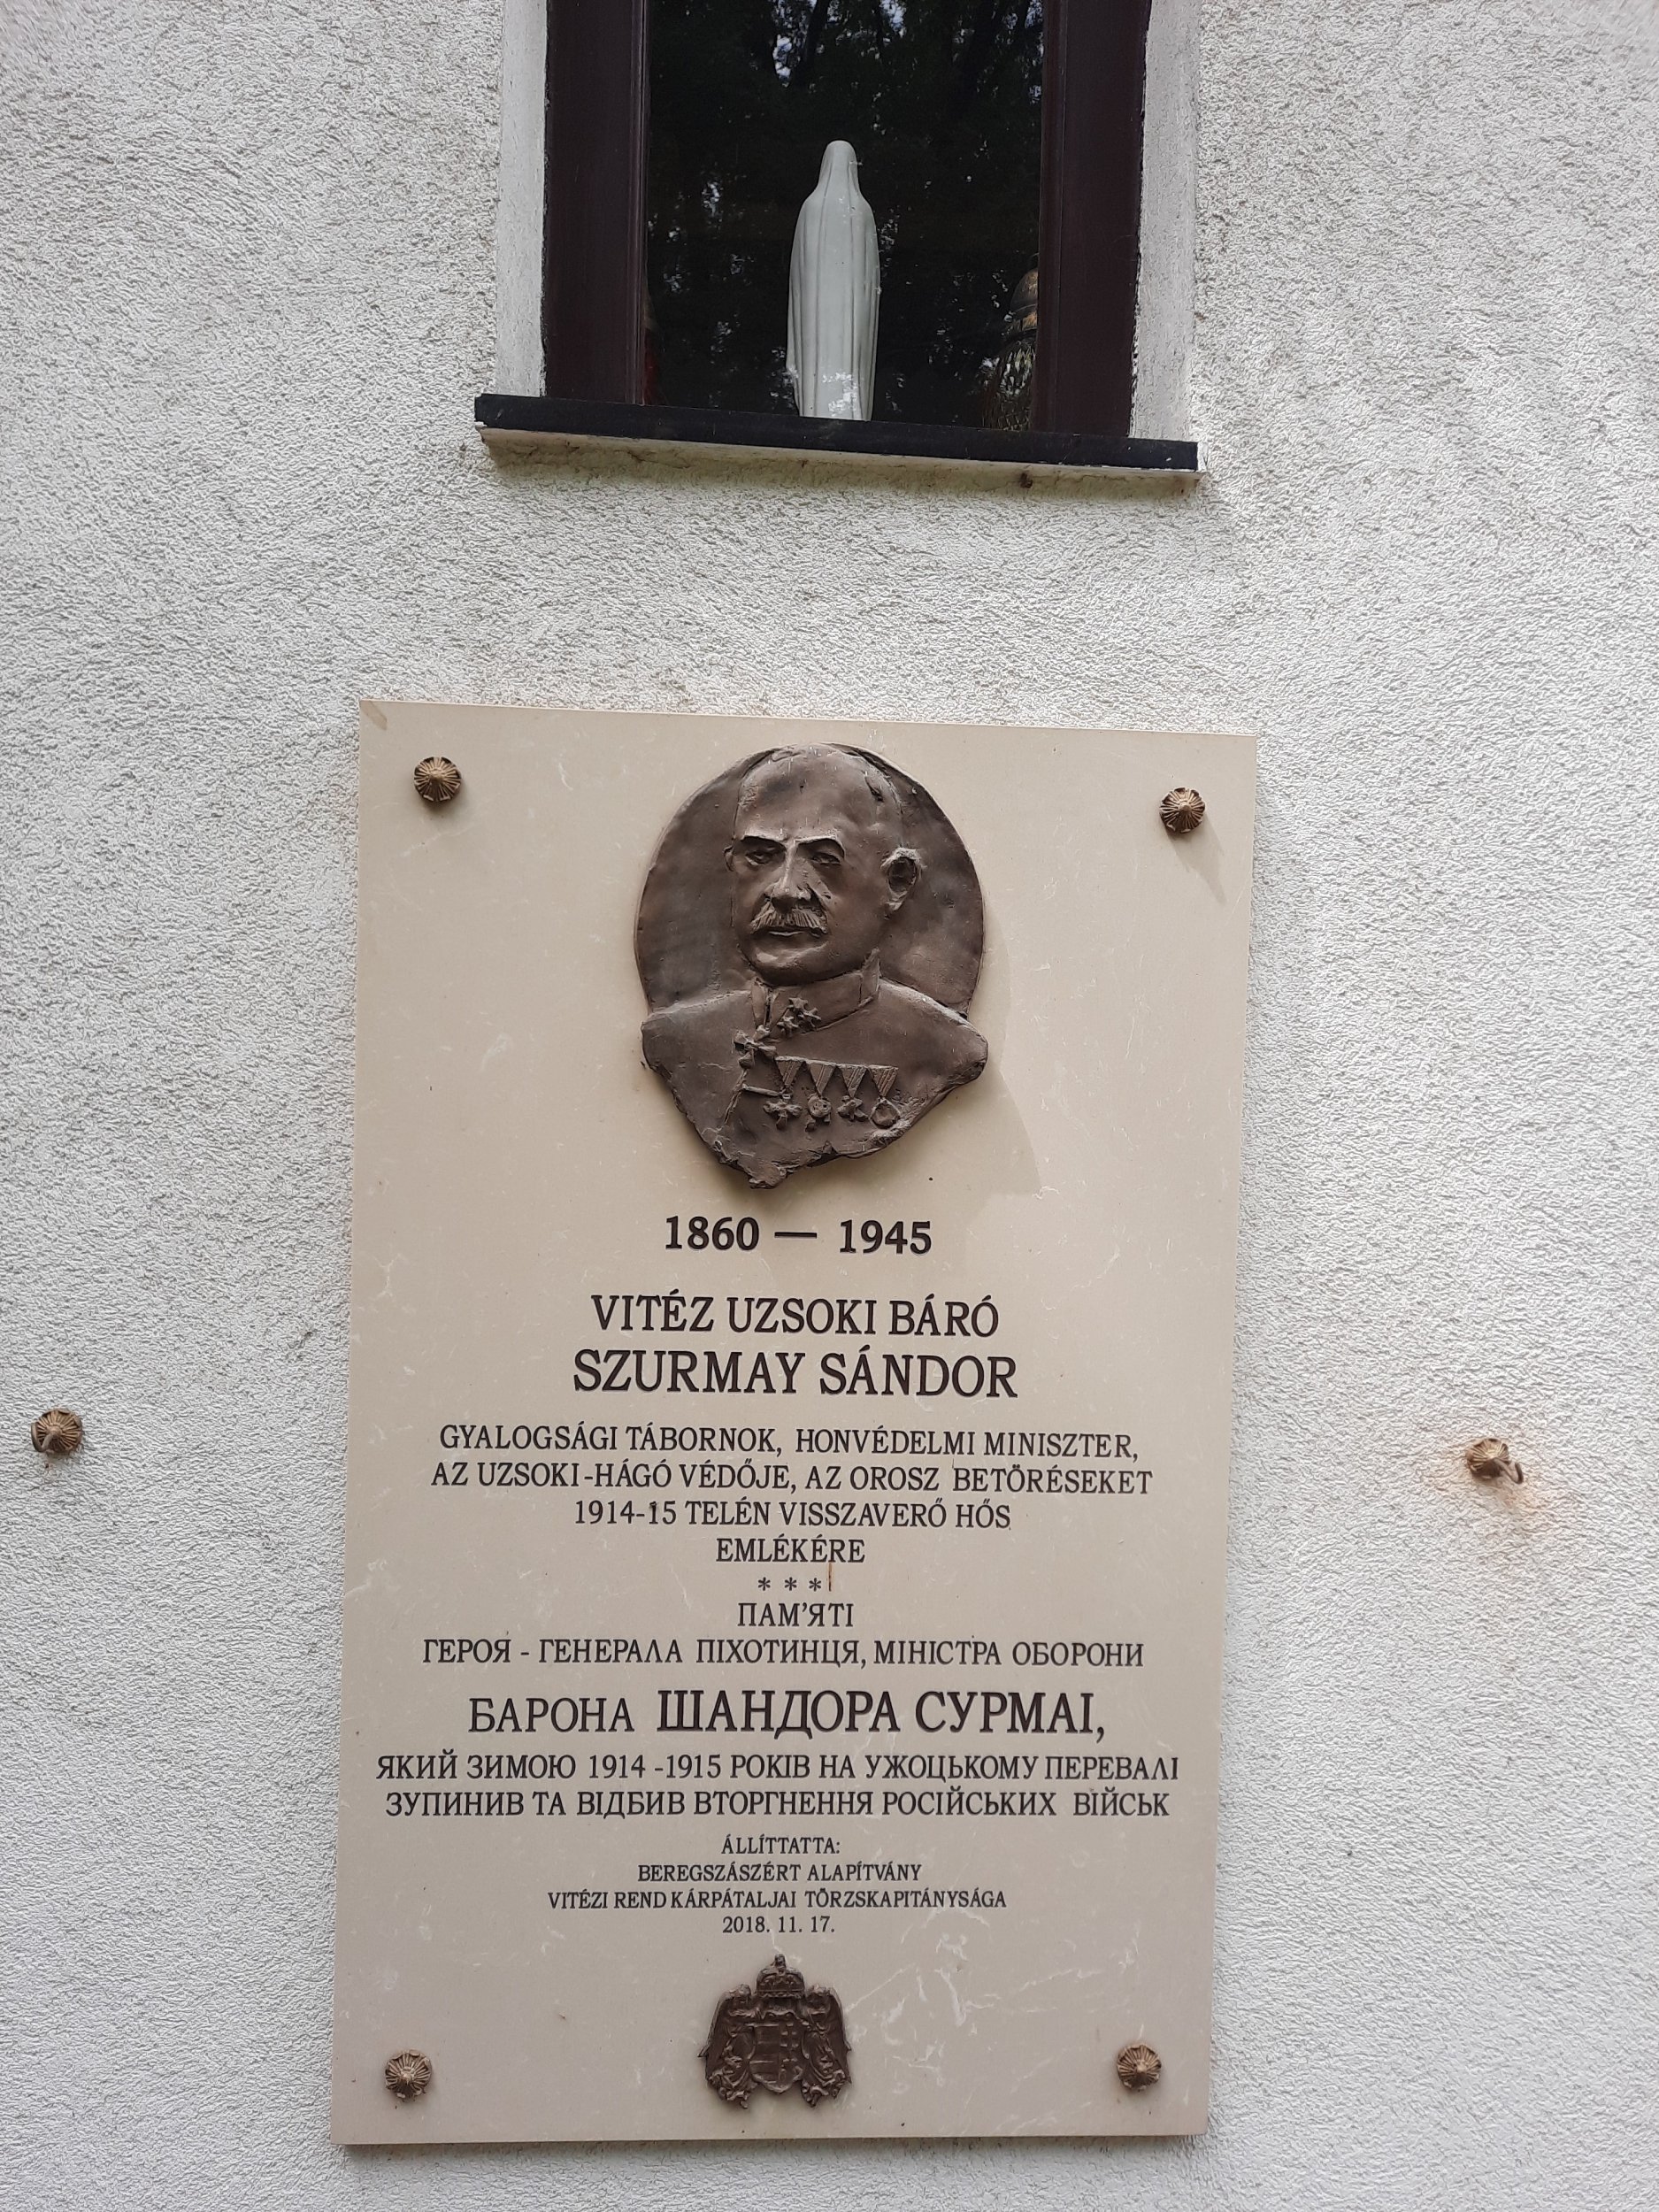 1860 — 1945
VITÉZ UZSOKI BÁRÓ
SZURMAY SÁNDOR
GYALOGSÁGI TÁBORNOK, HONVÉDELMI MINISZTER,
AZ UZSOKI-HÁGÓ VÉDŐJE, AZ OROSZ BETÖRÉSEKET
1914-15 TELÉN VISSZAVERŐ HŐS
EMLÉKÉRE
* * *
ПАМ'ЯТІ
ГЕРОЯ - ГЕНЕРАЛА ПІХОТИНЦЯ, МІНІСТРА ОБОРОНИ
БАРОНА ШАНДОРА СУРМАІ,
ЯКИЙ ЗИМОЮ 1914 -1915 РОКІВ НА УЖОЦЬКОМУ ПЕРЕВАЛІ
ЗУПИНИВ ТА ВІДБИВ ВТОРГНЕННЯ РОСІЙСЬКИХ ВІЙСЬК
ÁLLÍTTATTA:
BEREGSZÁSZÉRT ALAPÍTVÁNY
VITÉZI REND KÁRPÁTALJAI TÖRZSKAPITÁNYSÁGA
2018. 11. 17.